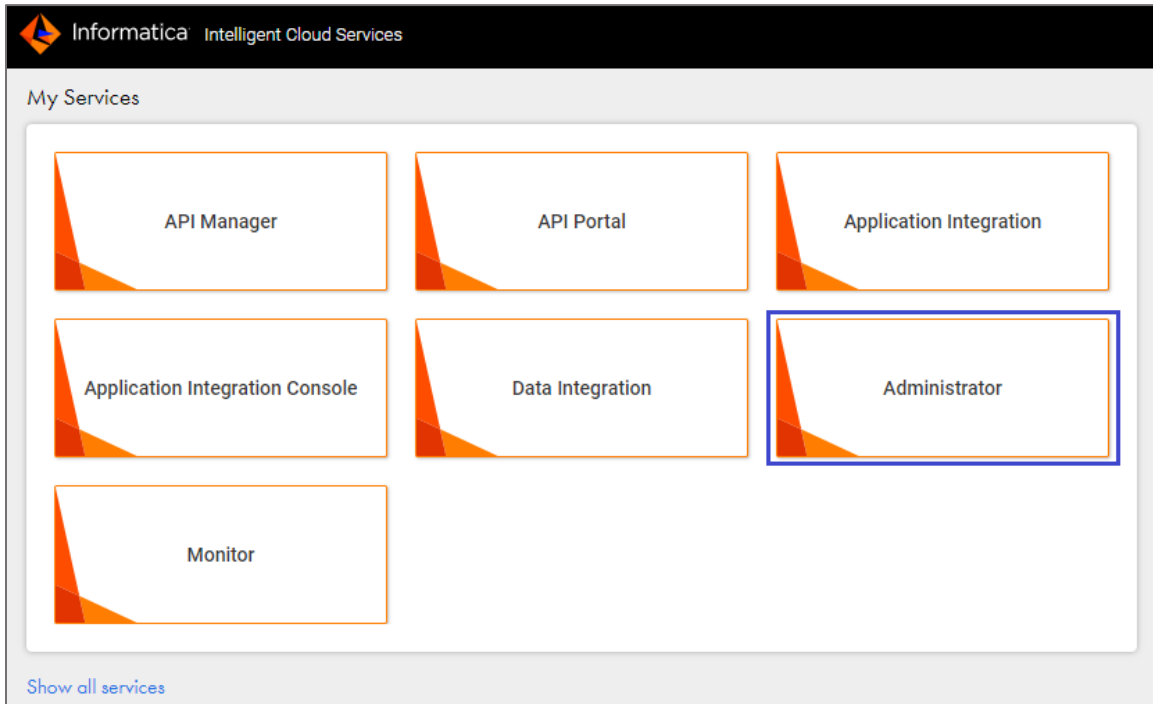 Informatica Intelligent Cloud Services
My Services
API Manager
API Portal
Application Integration
Application Integration Console
Data Integration
Administrator
Monitor
Show all services